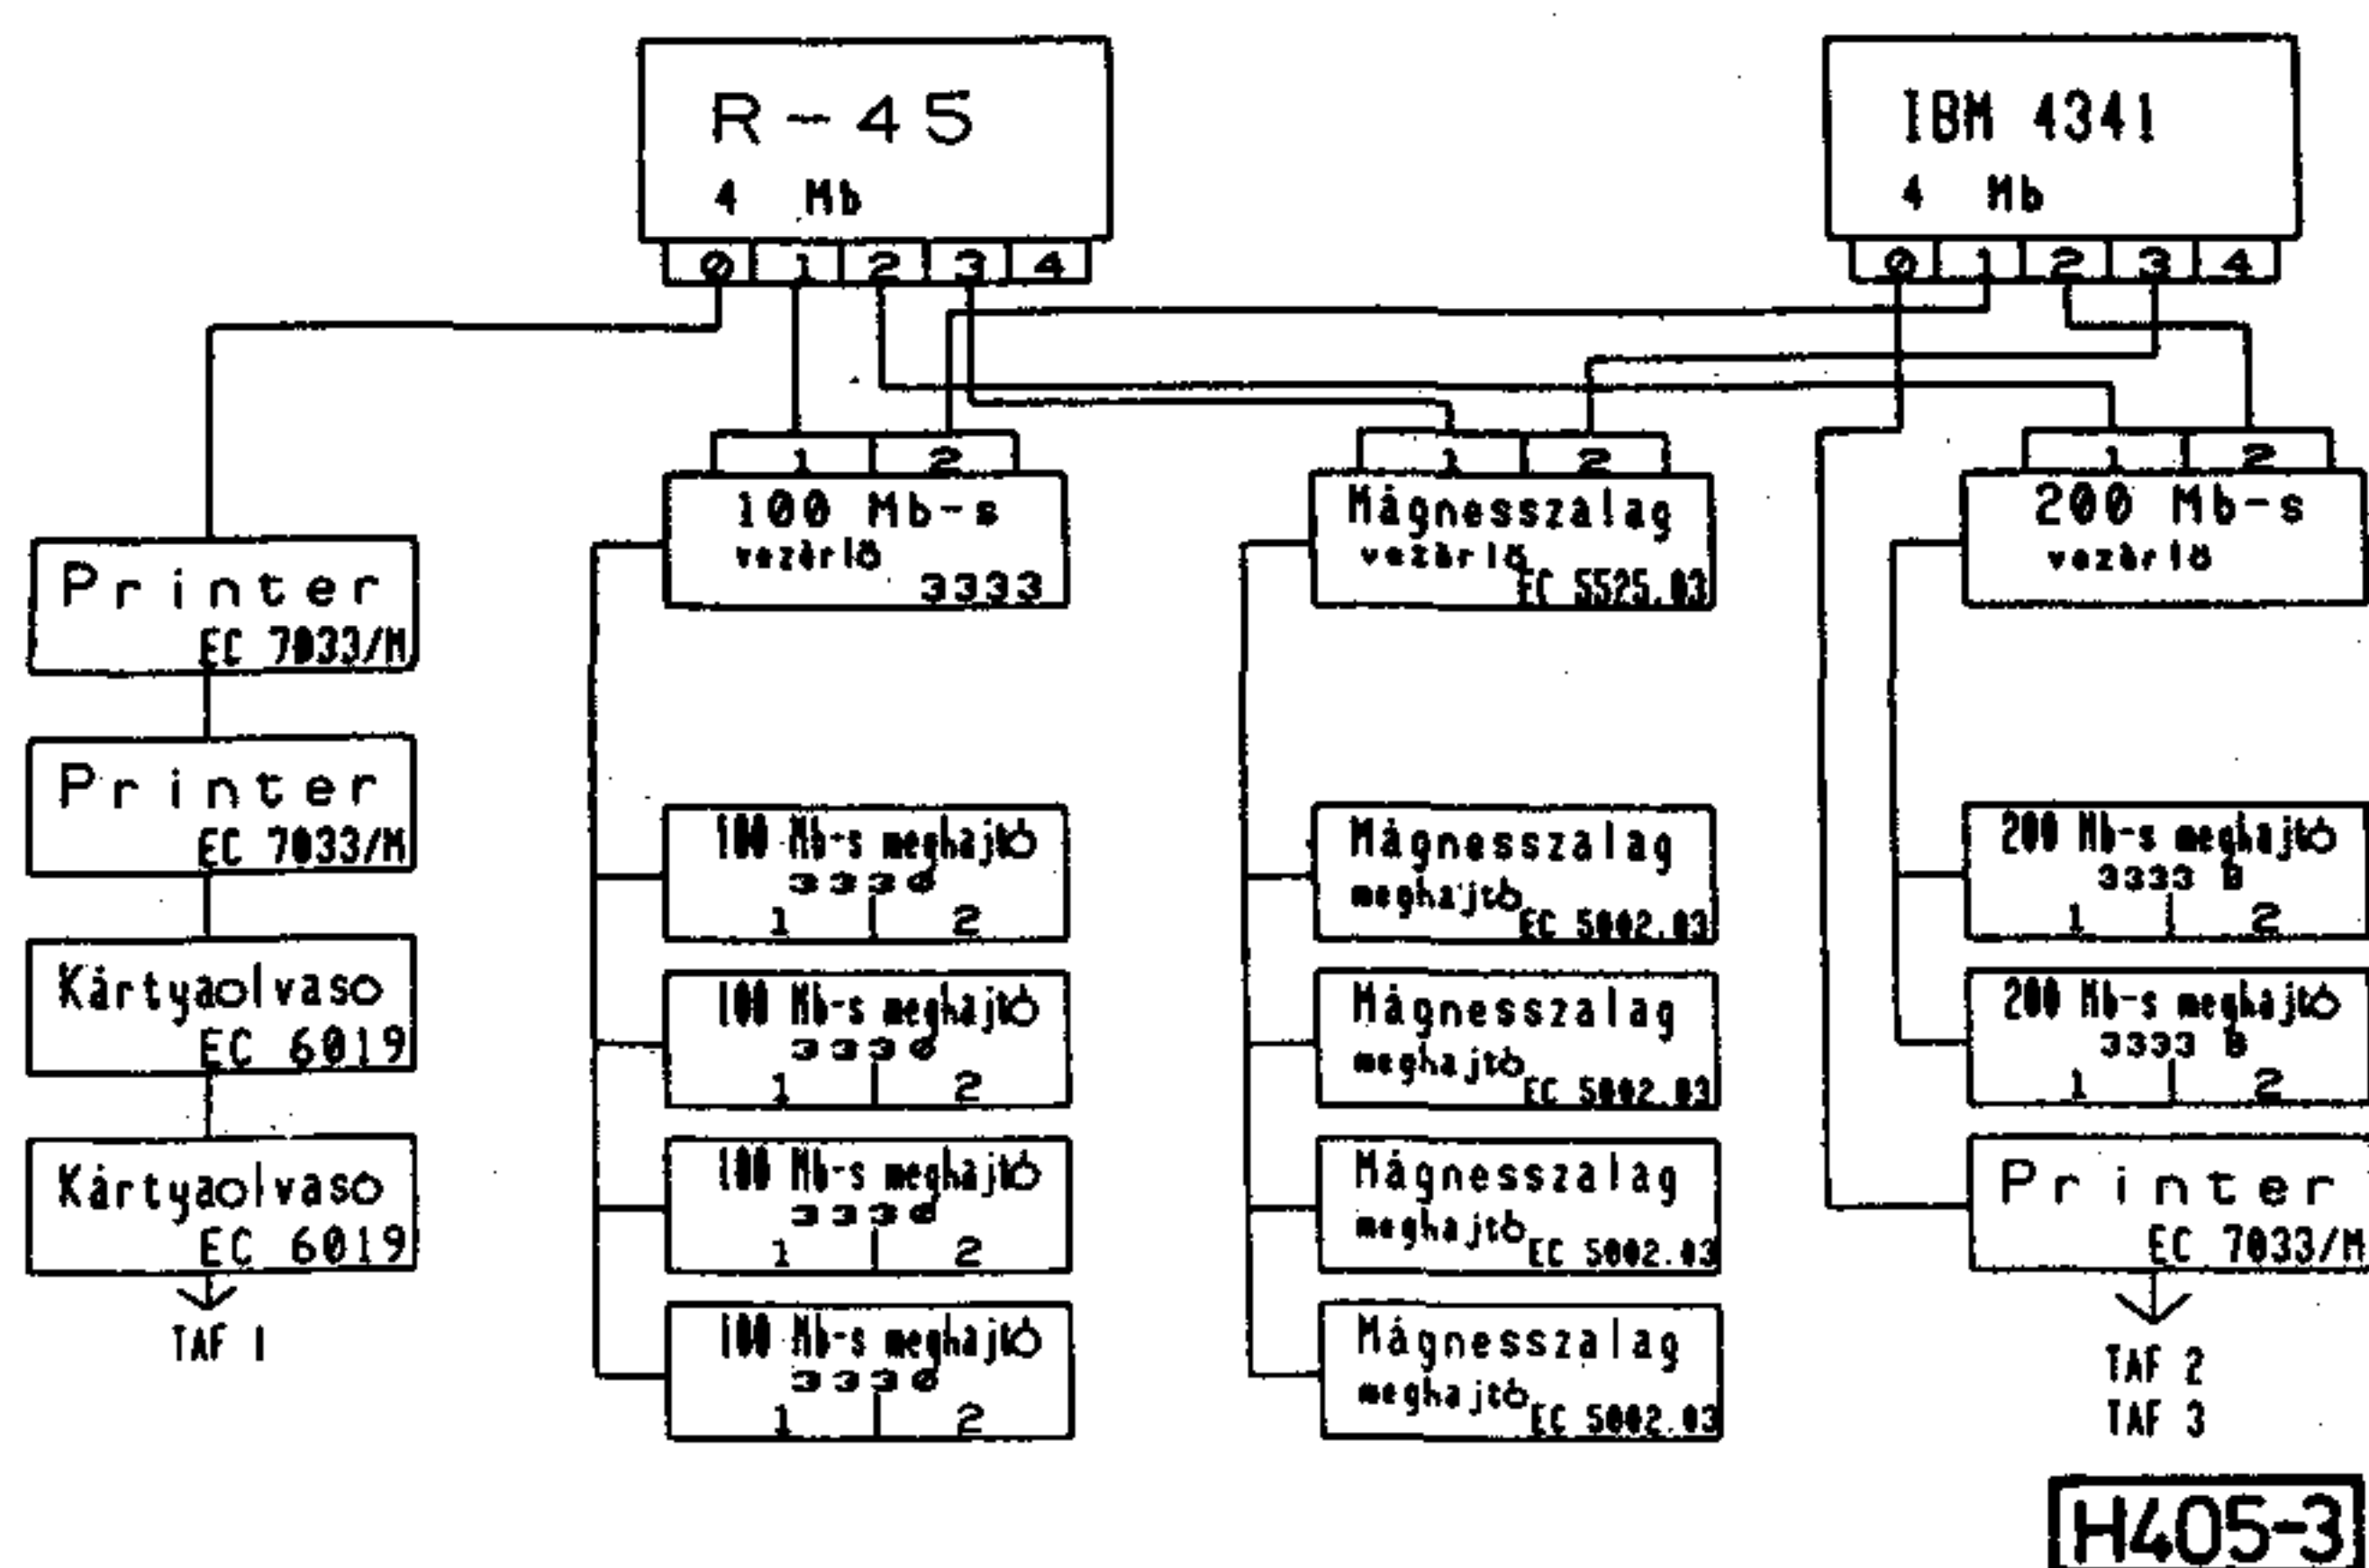 R-45
4 Mb
0 1 2 3 4
IBM 4341
4 Mb
0 1 2 3 4
Printer
EC 7033/M
Printer
EC 7033/M
Kártyaolvasó
EC 6019
Kártyaolvasó
EC 6019
TAF 1
1 2
100 Mb-s
vezérlő
3333
100 Mb-s meghajtó
3330
1 2
100 Mb-s meghajtó
3330
1 2
100 Mb-s meghajtó
3330
1 2
100 Mb-s meghajtó
3330
1 2
1 2
Mágnesszalag
vezérlő
EC 5525.03
Mágnesszalag
meghajtó
EC 5002.03
Mágnesszalag
meghajtó
EC 5002.03
Mágnesszalag
meghajtó
EC 5002.03
Mágnesszalag
meghajtó
EC 5002.03
1 2
200 Mb-s
vezérlő
200 Mb-s meghajtó
3333 B
1 2
200 Mb-s meghajtó
3333 B
1 2
Printer
EC 7033/M
TAF 2
TAF 3
H405-3